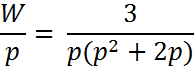 W/p = 3/(p(p² + 2p))